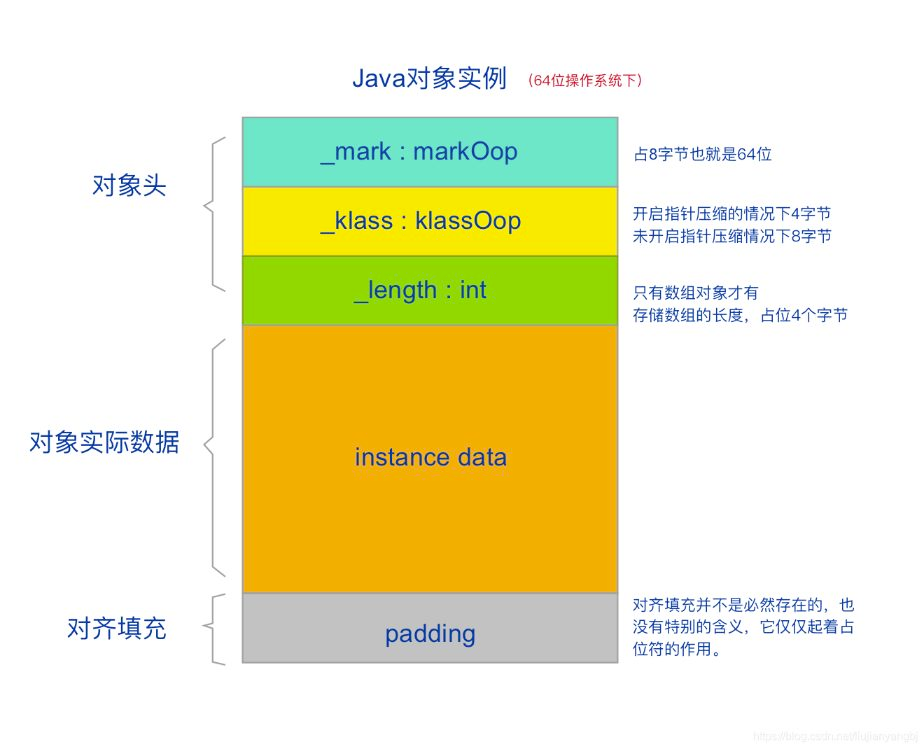 Java对象实例 （64位操作系统下）
对象头
_mark : markOop
占8字节也就是64位
_klass : klassOop
开启指针压缩的情况下4字节
未开启指针压缩情况下8字节
_length : int
只有数组对象才有
存储数组的长度，占位4个字节
对象实际数据
instance data
对齐填充
padding
对齐填充并不是必然存在的，也
没有特别的含义，它仅仅起着占
位符的作用。
https://blog.csdn.net/liujianyangbj